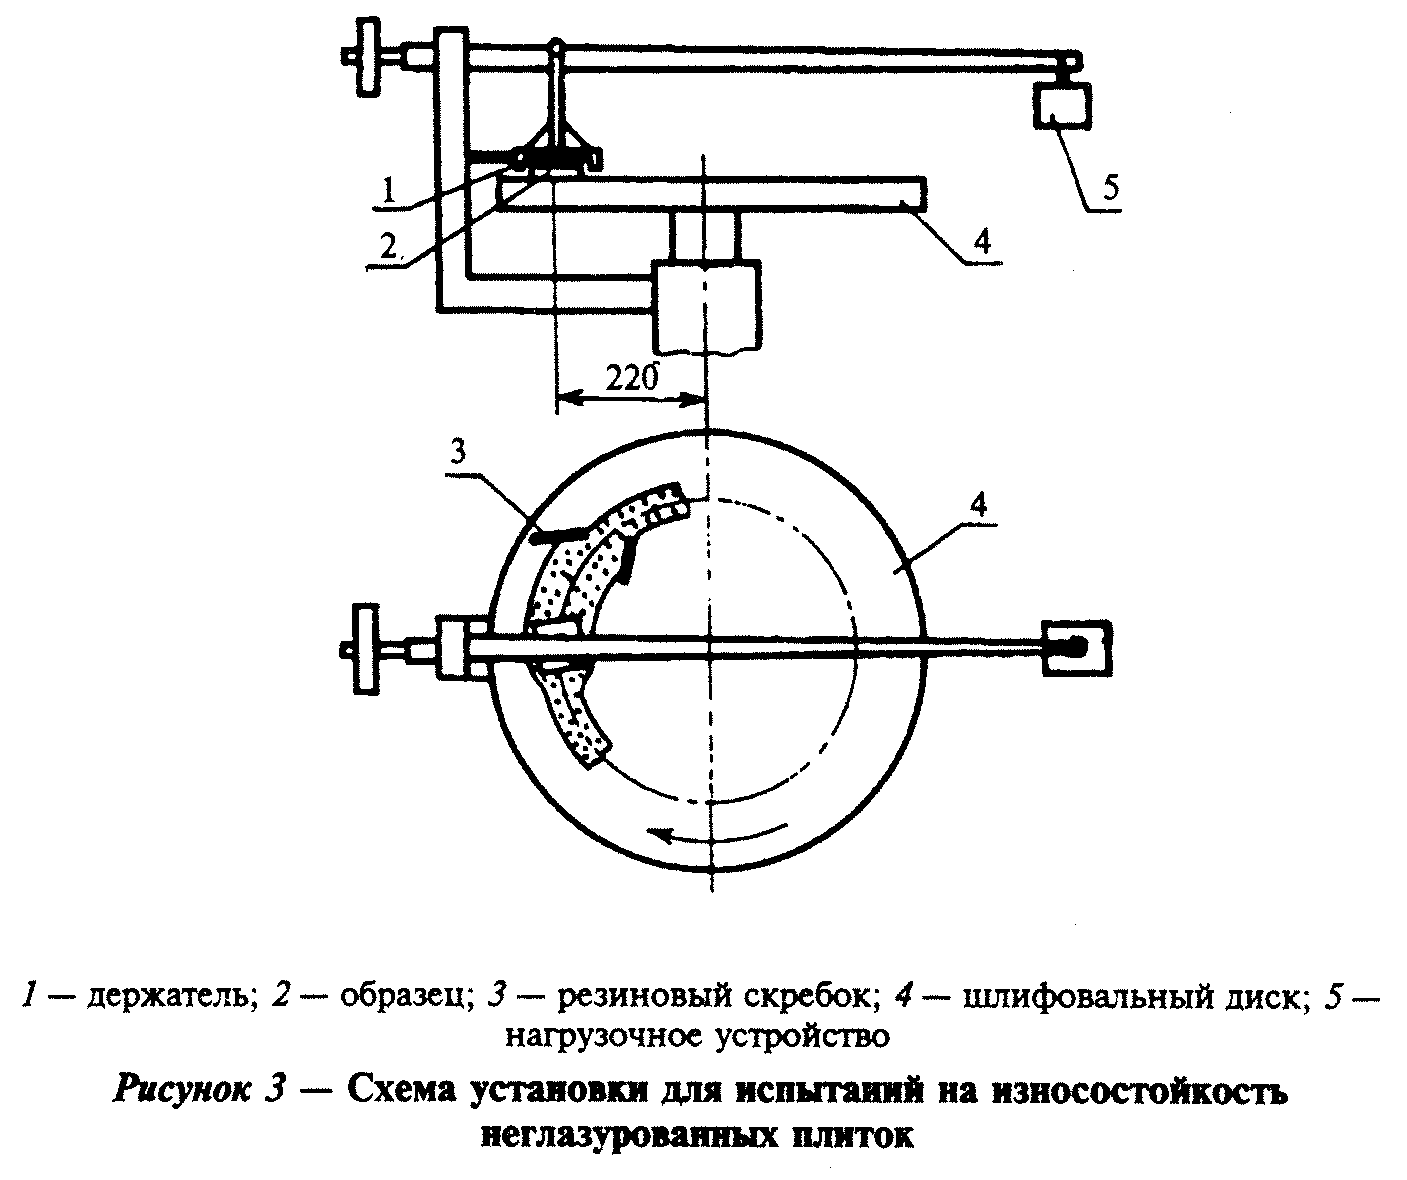 1
2
4
5
220
3
4
1 — держатель; 2 — образец; 3 — резиновый скребок; 4 — шлифовальный диск; 5 —
нагрузочное устройство
Рисунок 3 — Схема установки для испытаний на износостойкость
неглазурованных плиток